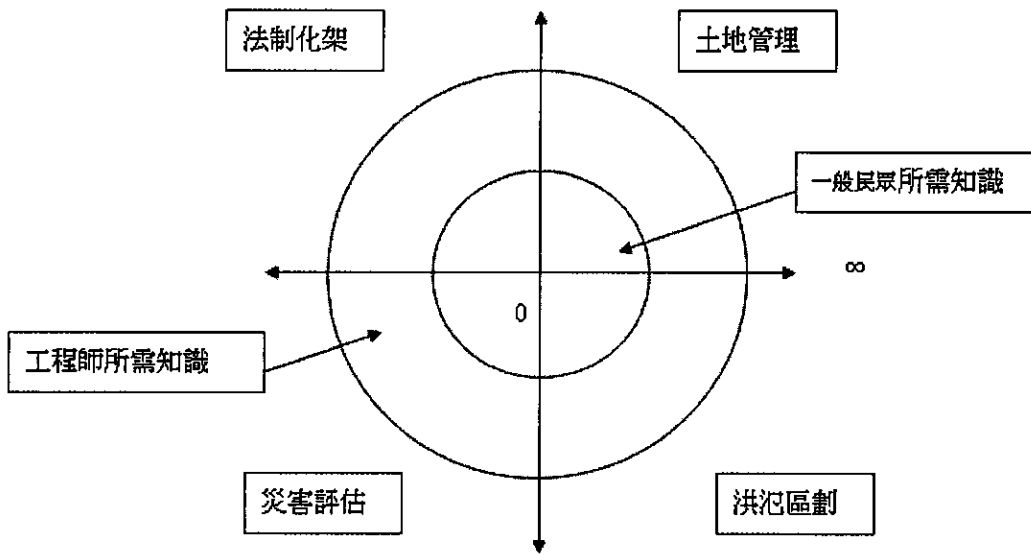 法制化架
土地管理
一般民眾所需知識
∞
0
工程師所需知識
災害評估
洪氾區劃